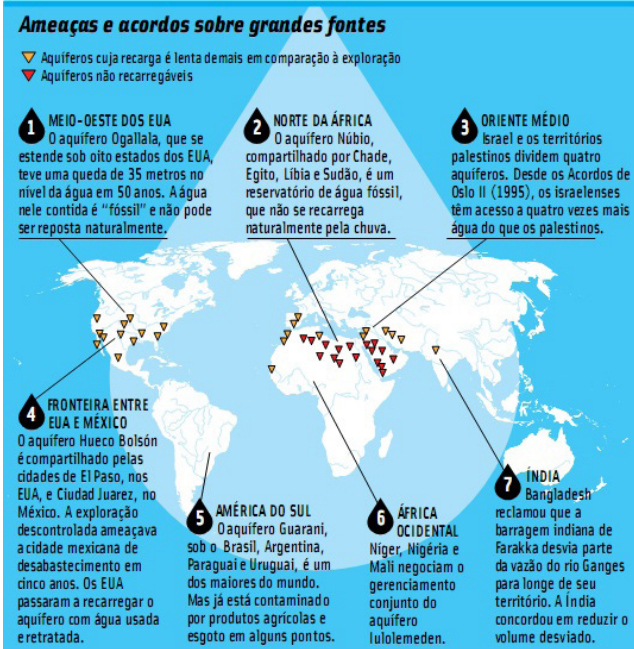 Ameaças e acordos sobre grandes fontes
Aquíferos cuja recarga é lenta demais em comparação à exploração
Aquíferos não recarregáveis
1
MEIO-OESTE DOS EUA
O aquífero Ogallala, que se
estende sob oito estados dos EUA,
teve uma queda de 35 metros no
nível da água em 50 anos. A água
nele contida é “fóssil” e não pode
ser reposta naturalmente.
2
NORTE DA ÁFRICA
O aquífero Núbio,
compartilhado por Chade,
Egito, Líbia e Sudão, é um
reservatório de água fóssil,
que não se recarrega
naturalmente pela chuva.
3
ORIENTE MÉDIO
Israel e os territórios
palestinos dividem quatro
aquíferos. Desde os Acordos de
Oslo II (1995), os israelenses
têm acesso a quatro vezes mais
água do que os palestinos.
4
FRONTEIRA ENTRE
EUA E MÉXICO
O aquífero Hueco Bolsón
é compartilhado pelas
cidades de El Paso, nos
EUA, e Ciudad Juarez, no
México. A exploração
descontrolada ameaçava
a cidade mexicana de
desabastecimento em
cinco anos. Os EUA
passaram a recarregar o
aquífero com água usada
e retratada.
5
AMÉRICA DO SUL
O aquífero Guarani,
sob o Brasil, Argentina,
Paraguai e Uruguai, é um
dos maiores do mundo.
Mas já está contaminado
por produtos agrícolas e
esgoto em alguns pontos.
6
ÁFRICA
OCIDENTAL
Níger, Nigéria e
Mali negociam o
gerenciamento
conjunto do
aquífero
Iulolemeden.
7
ÍNDIA
Bangladesh
reclamou que a
barragem indiana de
Farakka desvia parte
da vazão do rio Ganges
para longe de seu
território. A Índia
concordou em reduzir o
volume desviado.